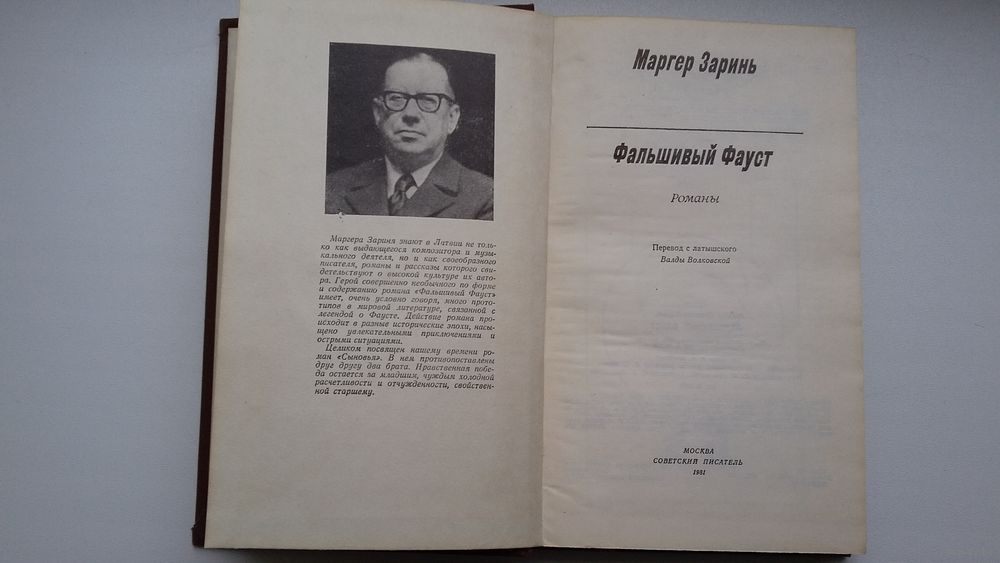 Маргера Зариня знают в Латвии не толь-
ко как выдающегося композитора и музы-
кального деятеля, но и как своеобразного
писателя, романы и рассказы которого сви-
детельствуют о высокой культуре их авто-
ра. Герой совершенно необычного по форме
и содержанию романа «Фальшивый Фауст»
имеет, очень условно говоря, много прото-
типов в мировой литературе, связанной с
легендой о Фаусте. Действие романа про-
исходит в разные исторические эпохи, насы-
щено увлекательными приключениями и
острыми ситуациями.
Целиком посвящен нашему времени ро-
ман «Сыновья». В нем противопоставлены
друг другу два брата. Нравственная побе-
да остается за младшим, чуждым холодной
расчетливости и отчужденности, свойствен-
ной старшему.
Маргер Заринь
Фальшивый Фауст
Романы
Перевод с латышского
Валды Волковской
МОСКВА
СОВЕТСКИЙ ПИСАТЕЛЬ
1981